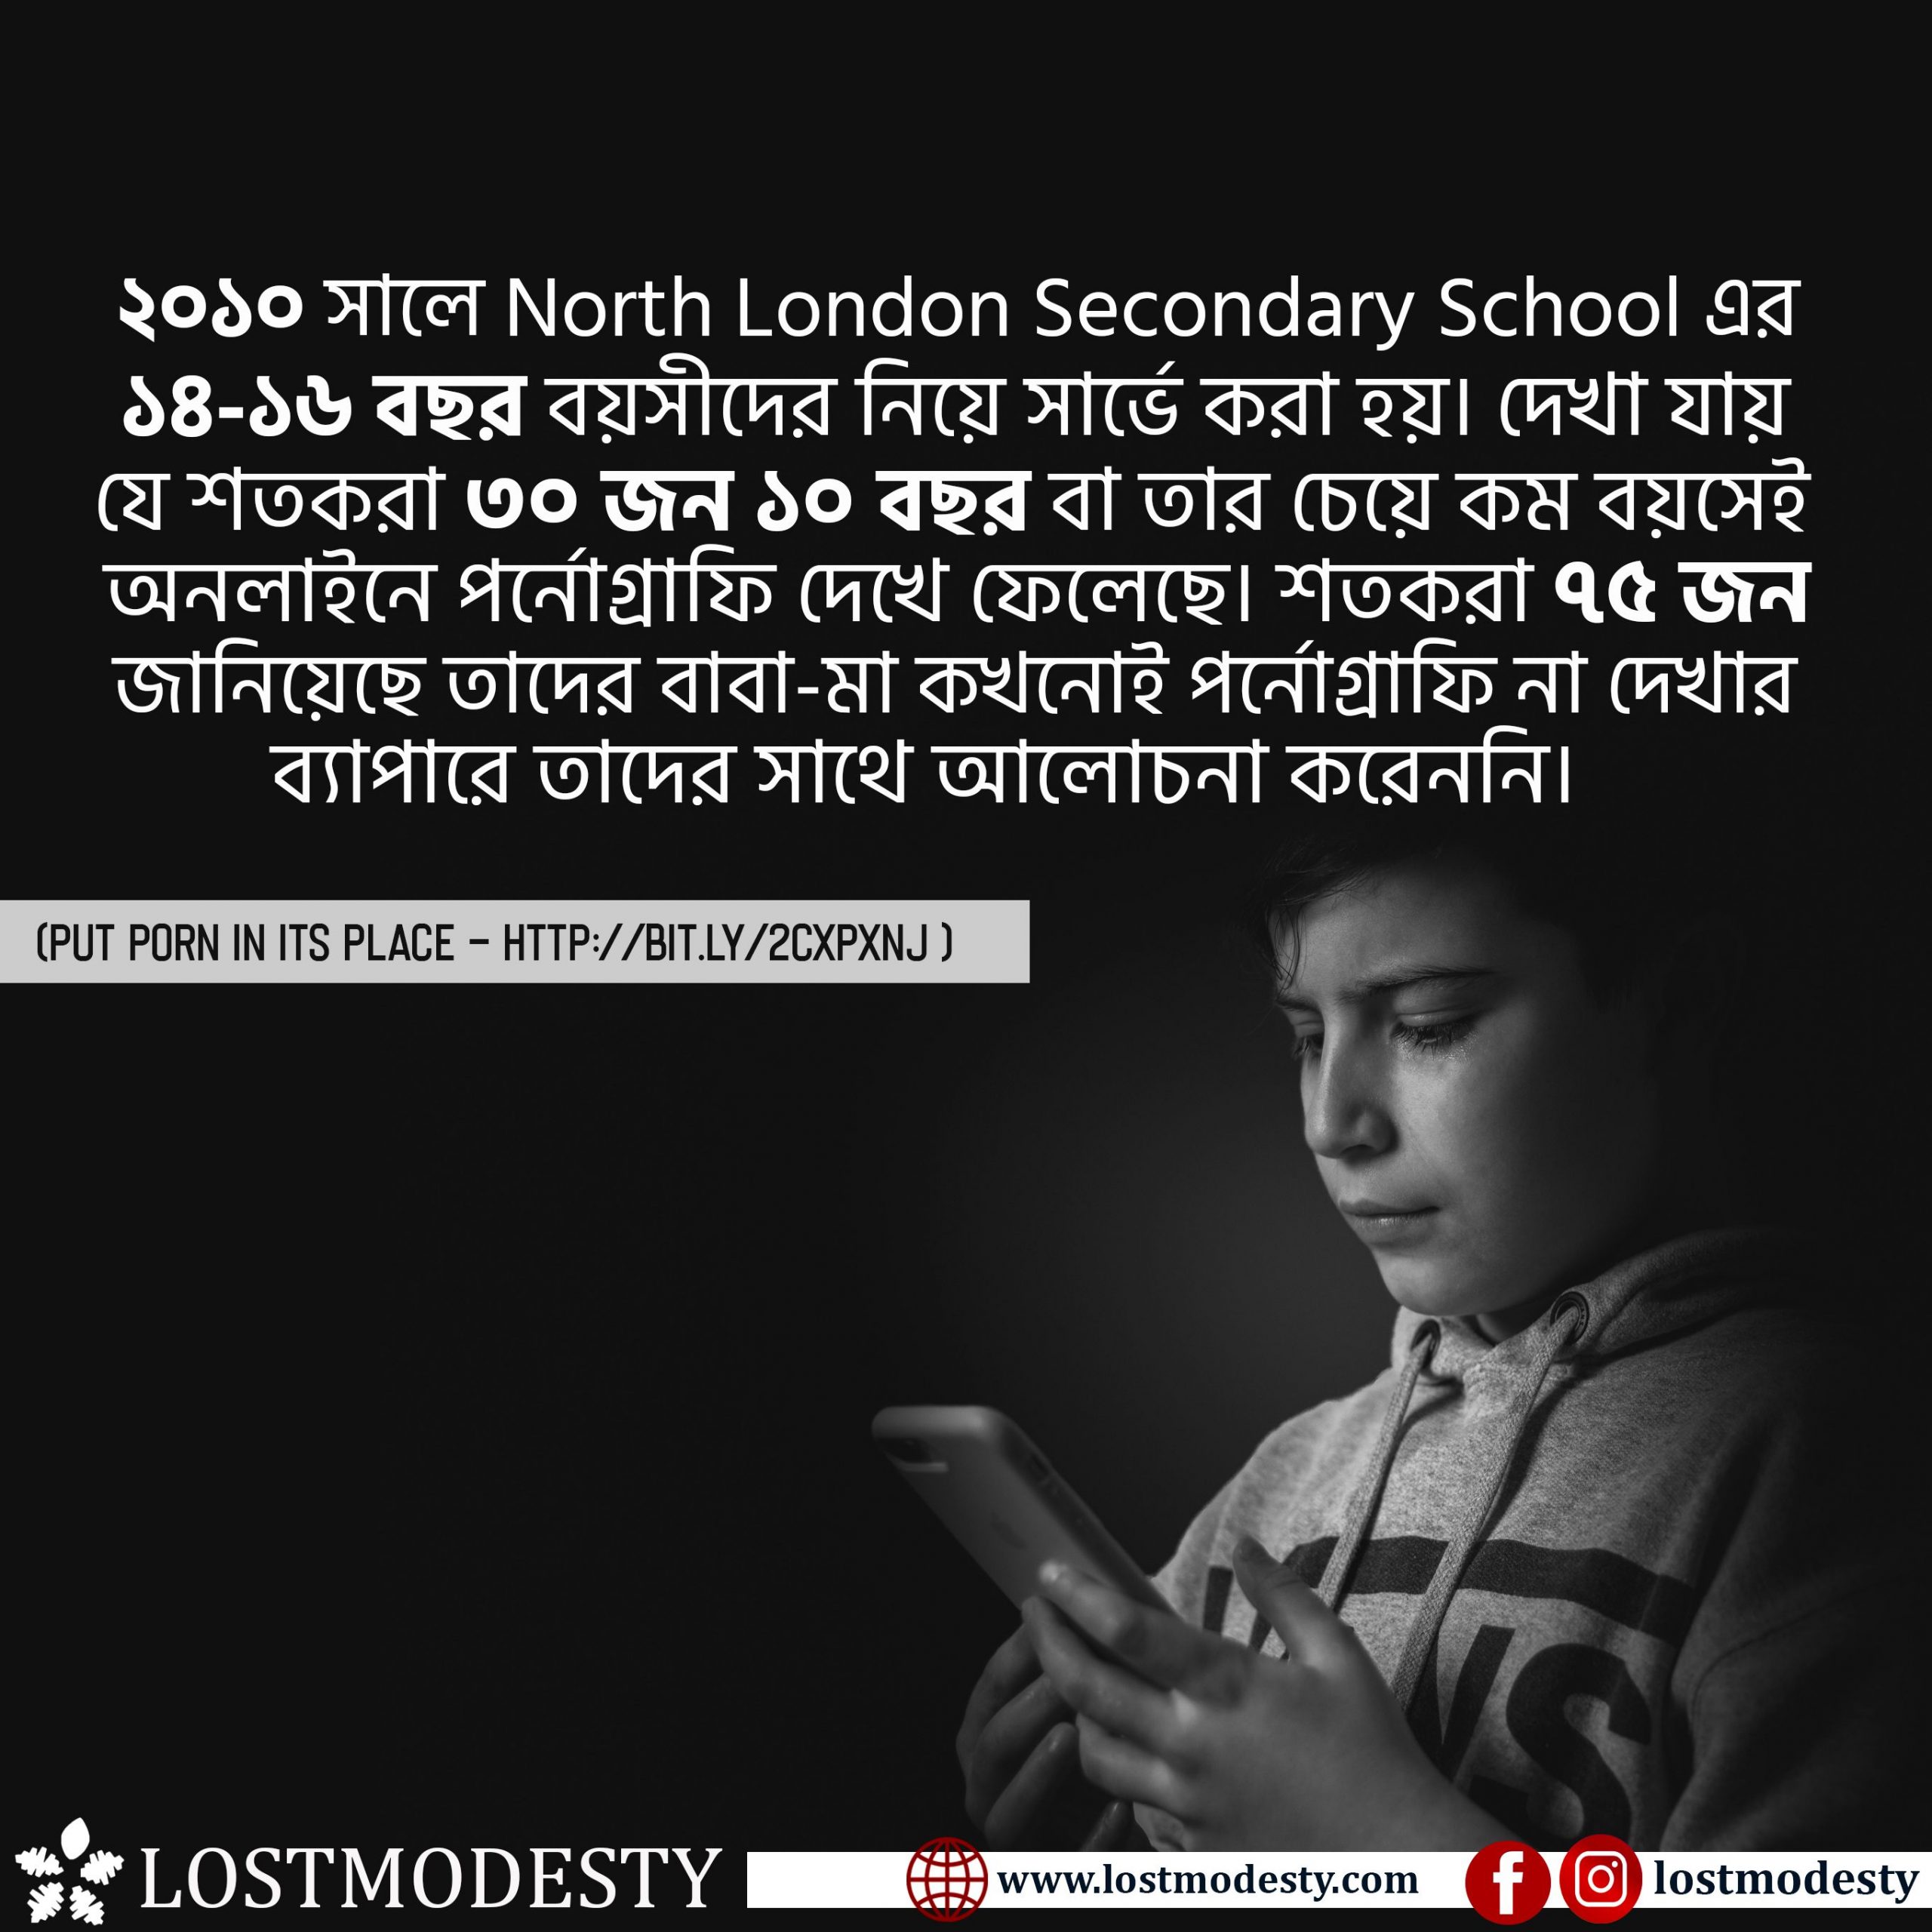 ২০১০ সালে North London Secondary School এর
১৪-১৬ বছর বয়সীদের নিয়ে সার্ভে করা হয়। দেখা যায়
যে শতকরা ৩০ জন ১০ বছর বা তার চেয়ে কম বয়সেই
অনলাইনে পর্নোগ্রাফি দেখে ফেলেছে। শতকরা ৭৫ জন
জানিয়েছে তাদের বাবা-মা কখনোই পর্নোগ্রাফি না দেখার
ব্যাপারে তাদের সাথে আলোচনা করেননি।
(PUT PORN IN ITS PLACE – HTTP://BIT.LY/2CXPXNJ )
LOSTMODESTY www.lostmodesty.com lostmodesty